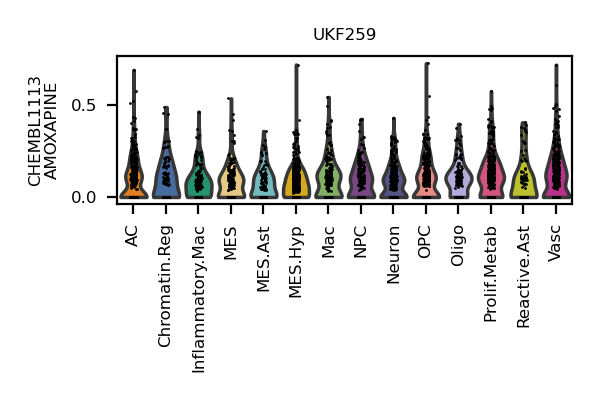 UKF259
CHEMBL1113
AMOXAPINE
0.5
0.0
AC
Chromatin.Reg
Inflammatory.Mac
MES
MES.Ast
MES.Hyp
Mac
NPC
Neuron
OPC
Oligo
Prolif.Metab
Reactive.Ast
Vasc